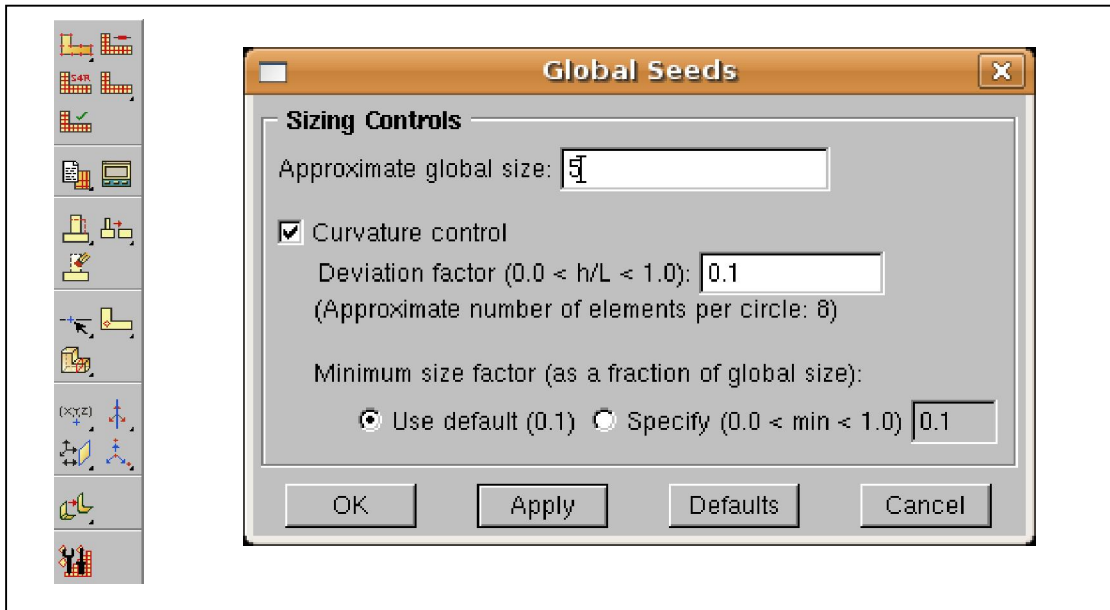 S4R
(XYZ)
Global Seeds
Sizing Controls
Approximate global size: 5
Curvature control
Deviation factor (0.0 < h/L < 1.0): 0.1
(Approximate number of elements per circle: 8)
Minimum size factor (as a fraction of global size):
Use default (0.1) Specify (0.0 < min < 1.0) 0.1
OK Apply Defaults Cancel